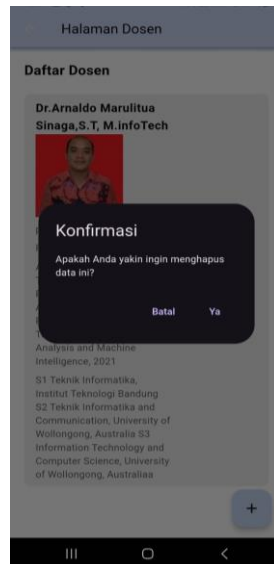 Halaman Dosen
Daftar Dosen
Dr.Arnaldo Marulitua
Sinaga,S.T, M.infoTech
Konfirmasi
Apakah Anda yakin ingin menghapus
data ini?
Batal Ya
Analysis and Machine
Intelligence, 2021
S1 Teknik Informatika,
Institut Teknologi Bandung
S2 Teknik Informatika and
Communication, University of
Wollongong, Australia S3
Information Technology and
Computer Science, University
of Wollongong, Australiaa
+